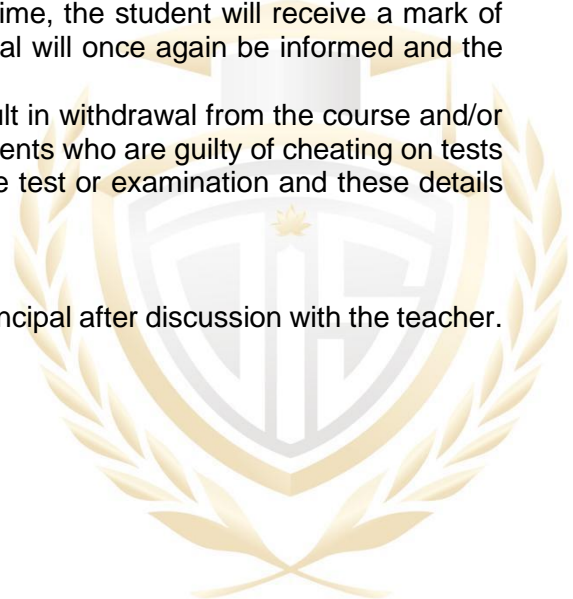 ime, the student will receive a mark of
al will once again be informed and the
ult in withdrawal from the course and/or
ents who are guilty of cheating on tests
e test or examination and these details
ncipal after discussion with the teacher.